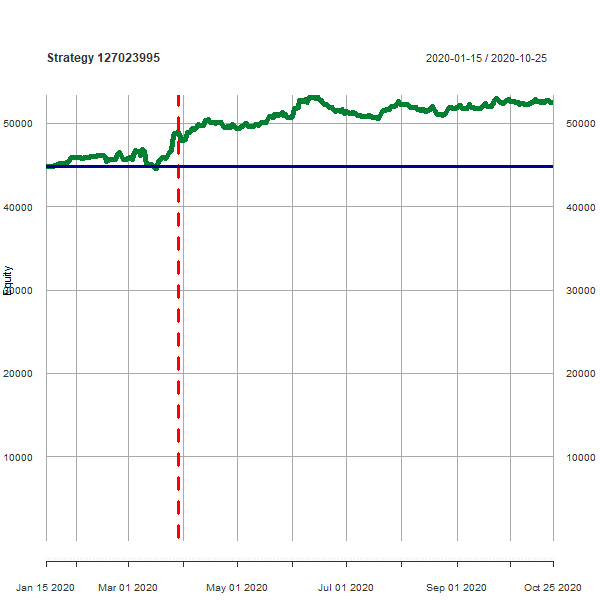 Strategy 127023995
2020-01-15 / 2020-10-25
50000
50000
40000
40000
Equity
30000
30000
20000
20000
10000
10000
Jan 15 2020
Mar 01 2020
May 01 2020
Jul 01 2020
Sep 01 2020
Oct 25 2020